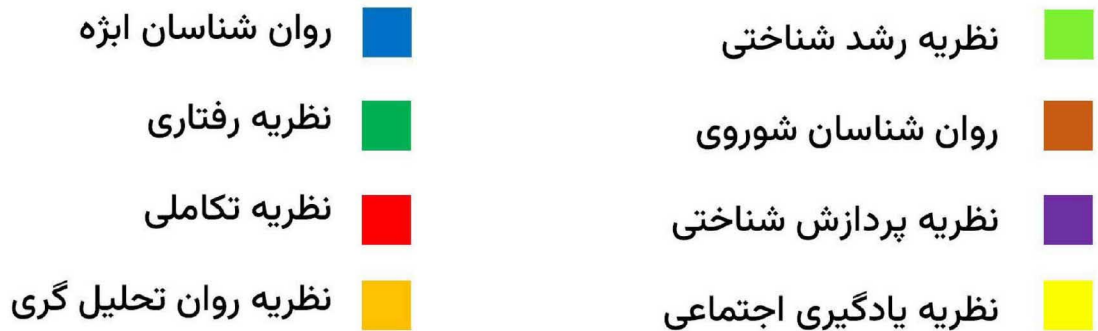 نظریه رشد شناختی
روان شناسان شوروی
نظریه پردازش شناختی
نظریه یادگیری اجتماعی
روان شناسان ابژه
نظریه رفتاری
نظریه تکاملی
نظریه روان تحلیل گری